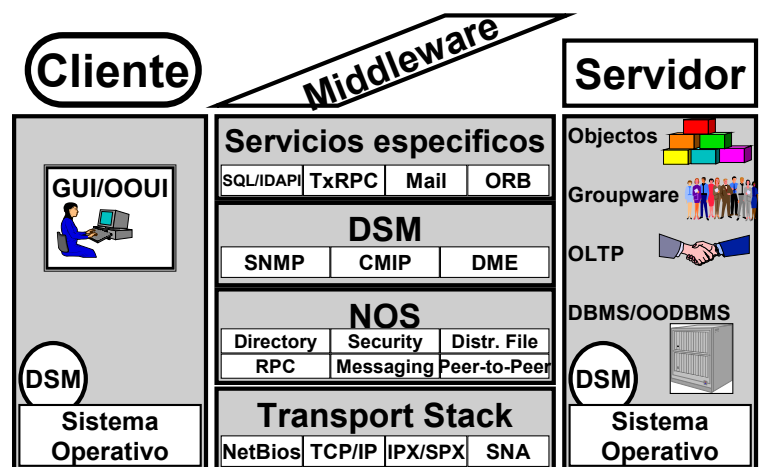 Cliente
Middleware
Servidor
GUI/OOUI
DSM
Sistema
Operativo
Servicios especificos
SQL/IDAPI TxRPC Mail ORB
DSM
SNMP CMIP DME
NOS
Directory Security Distr. File
RPC Messaging Peer-to-Peer
Transport Stack
NetBios TCP/IP IPX/SPX SNA
Objectos
Groupware
OLTP
DBMS/OODBMS
DSM
Sistema
Operativo